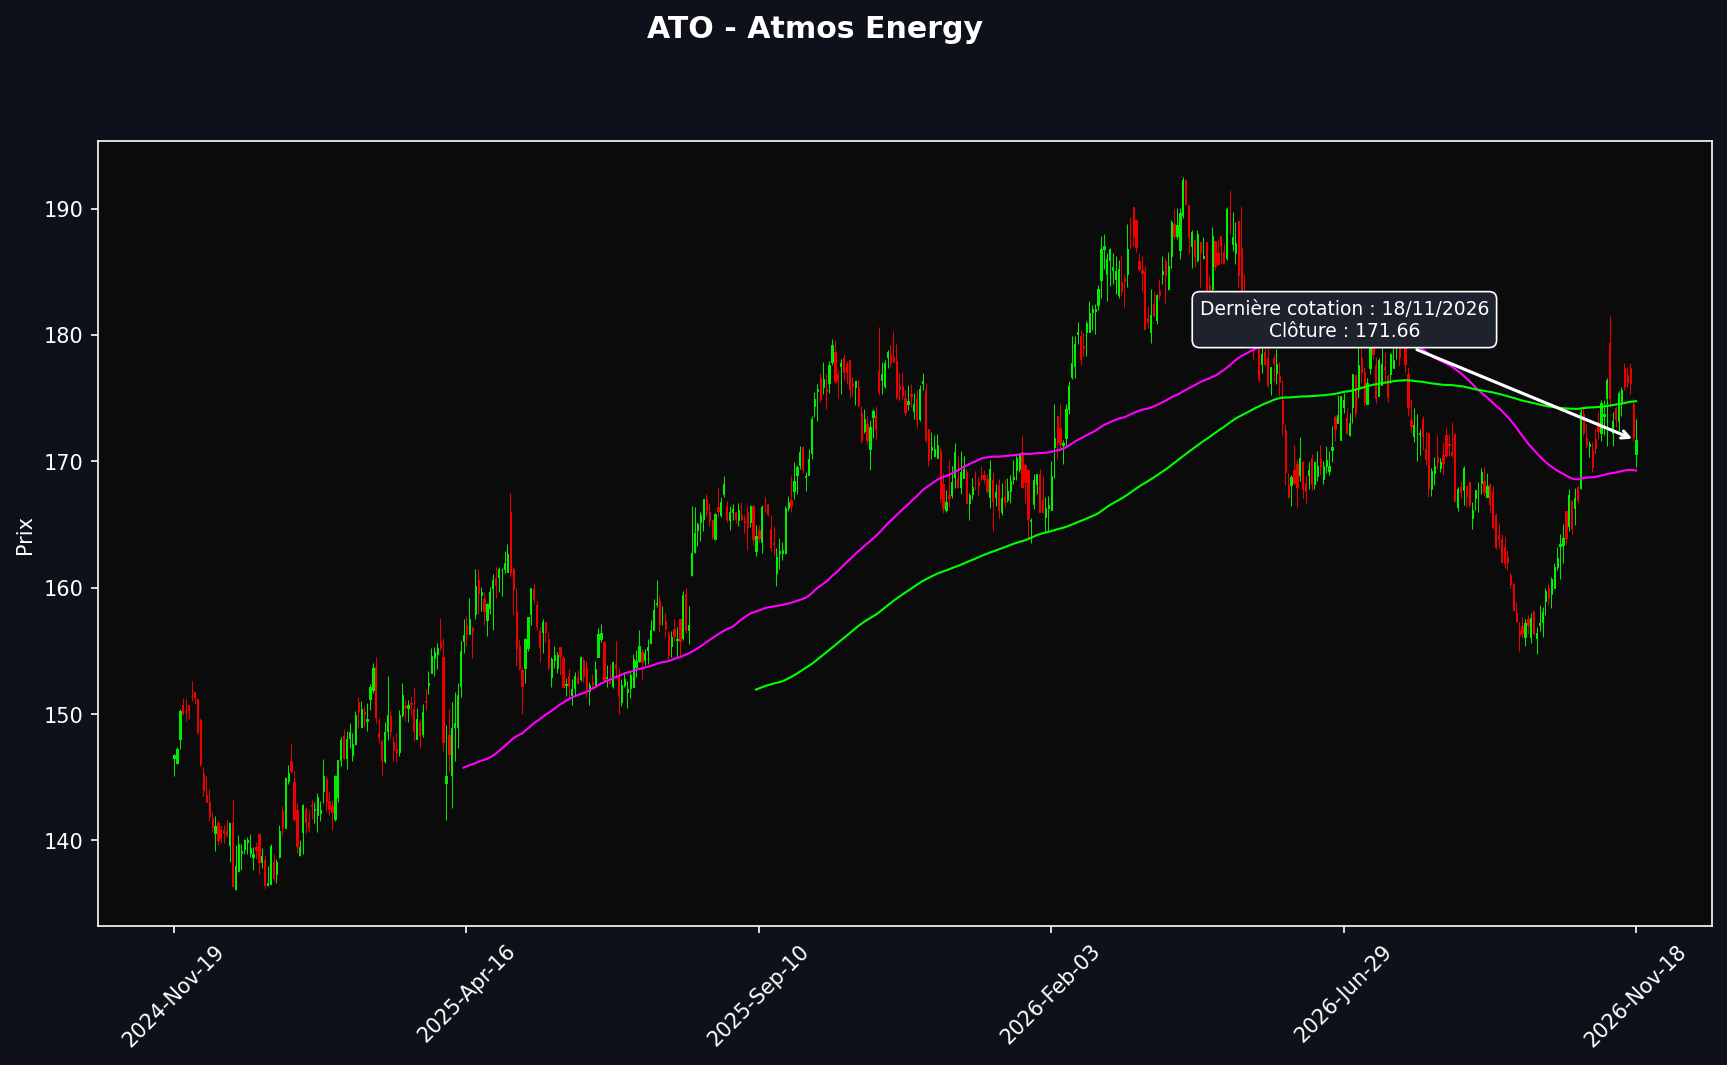 ATO - Atmos Energy
Prix
190
180
170
160
150
140
Dernière cotation : 18/11/2026
Clôture : 171.66
2024-Nov-19
2025-Apr-16
2025-Sep-10
2026-Feb-03
2026-Jun-29
2026-Nov-18